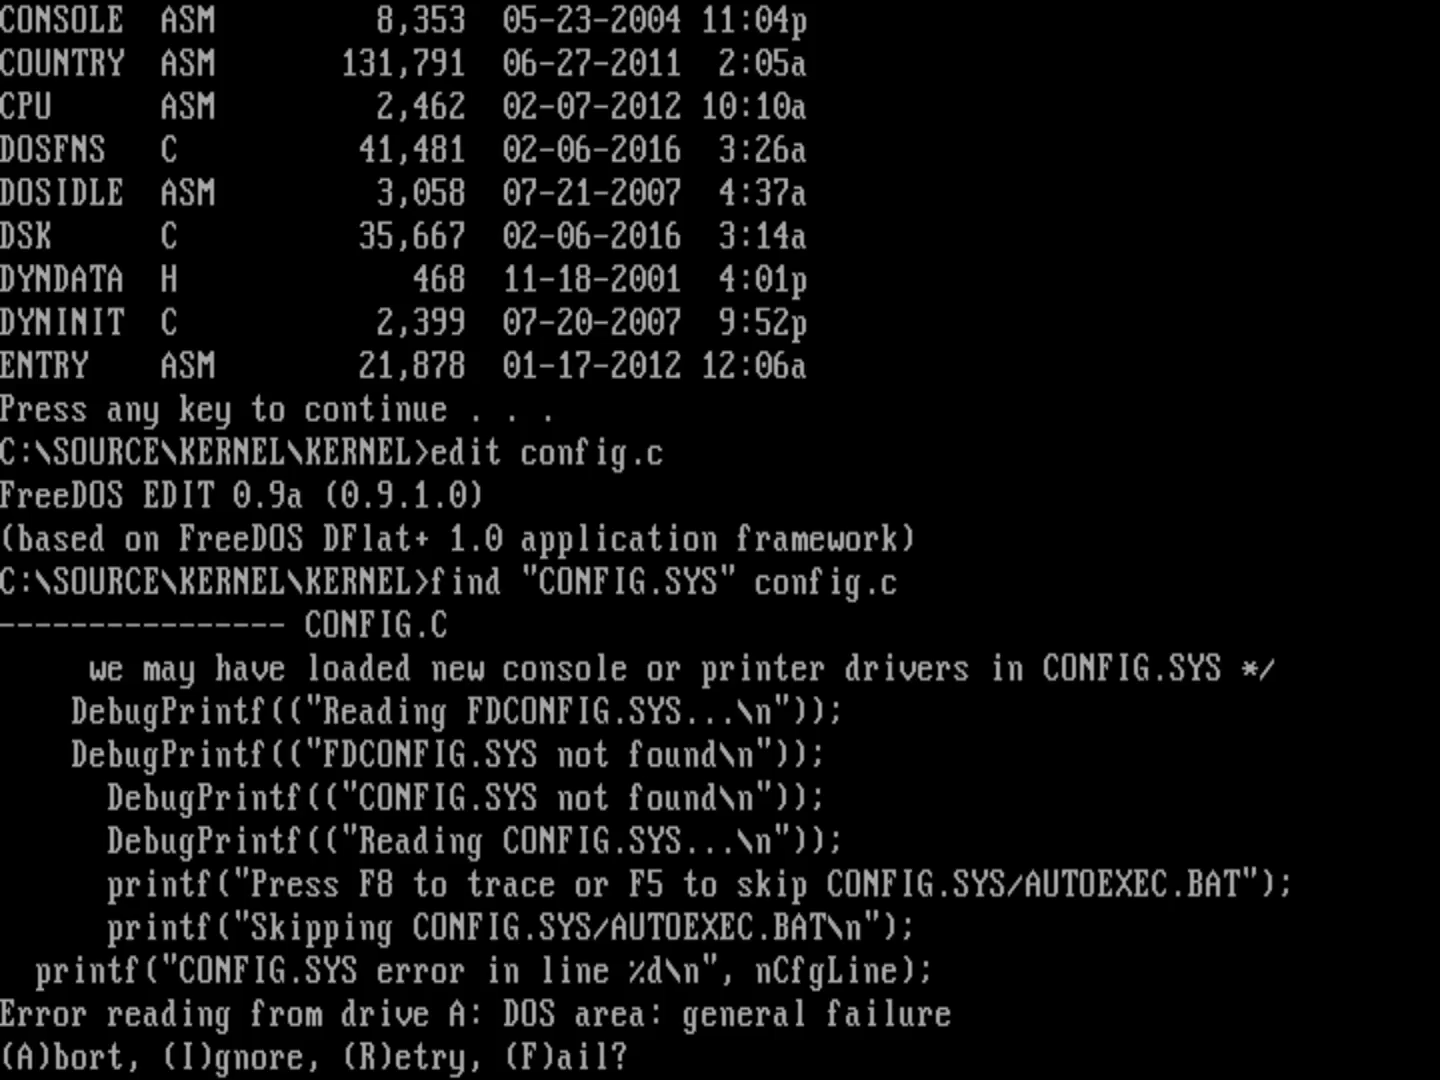 CONSOLE  ASM         8,353  05-23-2004 11:04p
COUNTRY  ASM       131,791  06-27-2011  2:05a
CPU      ASM         2,462  02-07-2012 10:10a
DOSFNS   C          41,481  02-06-2016  3:26a
DOSIDLE  ASM         3,058  07-21-2007  4:37a
DSK      C          35,667  02-06-2016  3:14a
DYNDATA  H             468  11-18-2001  4:01p
DYNINIT  C           2,399  07-20-2007  9:52p
ENTRY    ASM        21,878  01-17-2012 12:06a
Press any key to continue . . .
C:\SOURCE\KERNEL\KERNEL>edit config.c
FreeDOS EDIT 0.9a (0.9.1.0)
(based on FreeDOS DFlat+ 1.0 application framework)
C:\SOURCE\KERNEL\KERNEL>find "CONFIG.SYS" config.c
---------------- CONFIG.C
     we may have loaded new console or printer drivers in CONFIG.SYS */
    DebugPrintf(("Reading FDCONFIG.SYS...\n"));
    DebugPrintf(("FDCONFIG.SYS not found\n"));
      DebugPrintf(("CONFIG.SYS not found\n"));
      DebugPrintf(("Reading CONFIG.SYS...\n"));
      printf("Press F8 to trace or F5 to skip CONFIG.SYS/AUTOEXEC.BAT");
      printf("Skipping CONFIG.SYS/AUTOEXEC.BAT\n");
  printf("CONFIG.SYS error in line %d\n", nCfgLine);
Error reading from drive A: DOS area: general failure
(A)bort, (I)gnore, (R)etry, (F)ail?